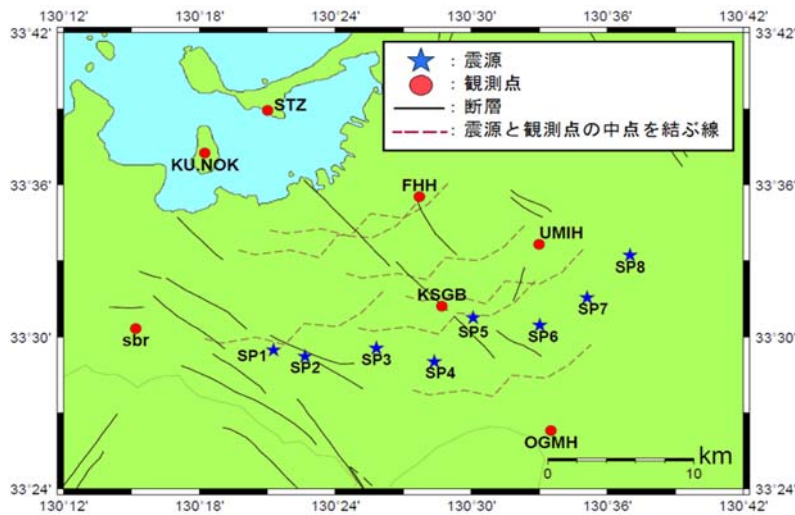 130°12' 130°18' 130°24' 130°30' 130°36' 130°42'
33°42' 33°42'
：震源
：観測点
：断層
：震源と観測点の中点を結ぶ線
STZ
KU.NOK
33°36' 33°36'
FHH
UMIH
SP8
SP7
KSGB
SP5
SP6
33°30' 33°30'
sbr
SP1
SP2
SP3
SP4
OGMH
km
0 10
33°24' 33°24'
130°12' 130°18' 130°24' 130°30' 130°36' 130°42'